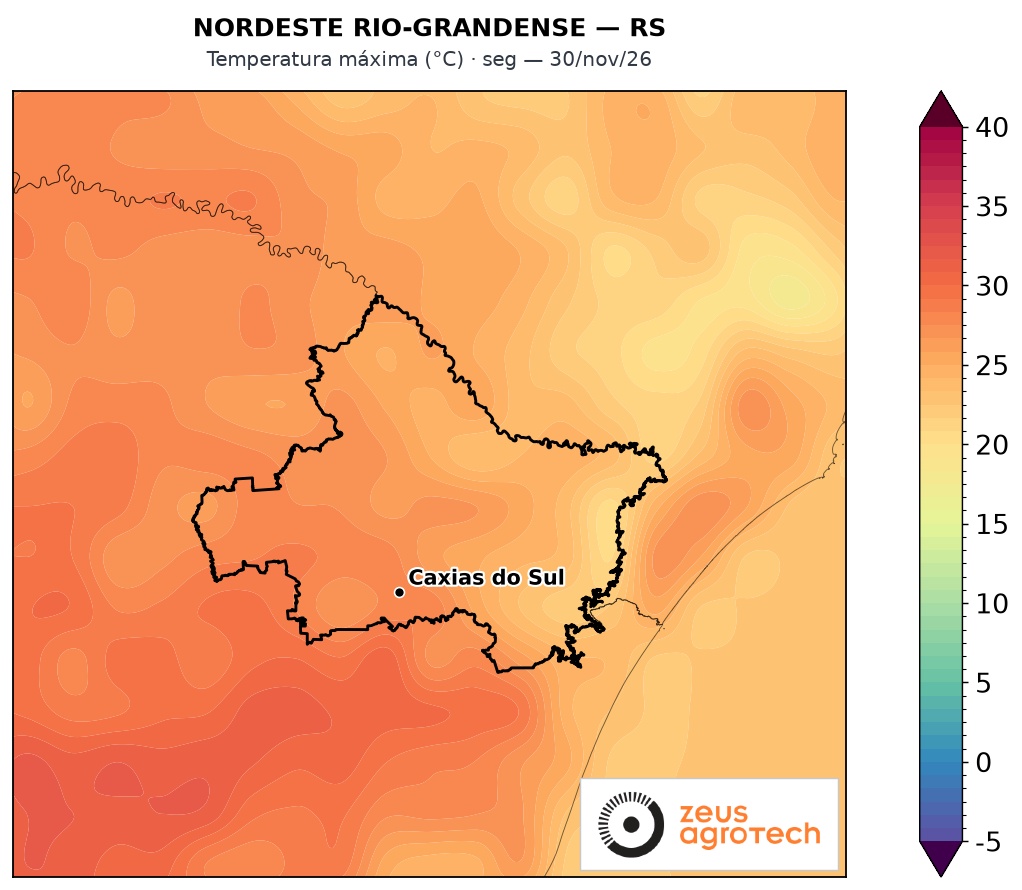 NORDESTE RIO-GRANDENSE — RS
Temperatura máxima (°C) · seg — 30/nov/26
40
35
30
25
20
15
10
5
0
-5
Caxias do Sul
zeus
agrotech